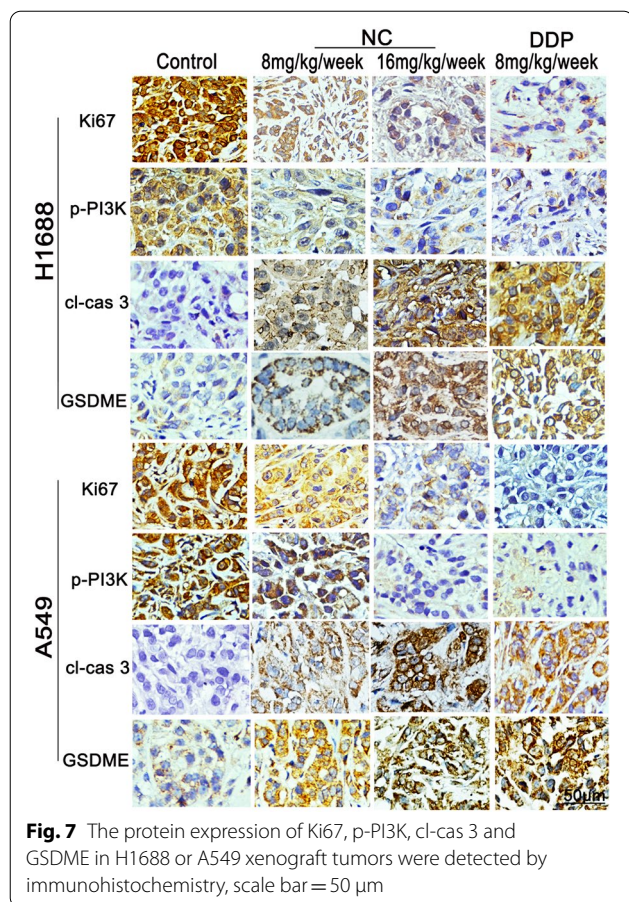 NC
DDP
Control
8mg/kg/week
16mg/kg/week
8mg/kg/week
H1688
Ki67
p-PI3K
cl-cas 3
GSDME
A549
Ki67
p-PI3K
cl-cas 3
GSDME
50μm
Fig. 7 The protein expression of Ki67, p-PI3K, cl-cas 3 and
GSDME in H1688 or A549 xenograft tumors were detected by
immunohistochemistry, scale bar = 50 μm